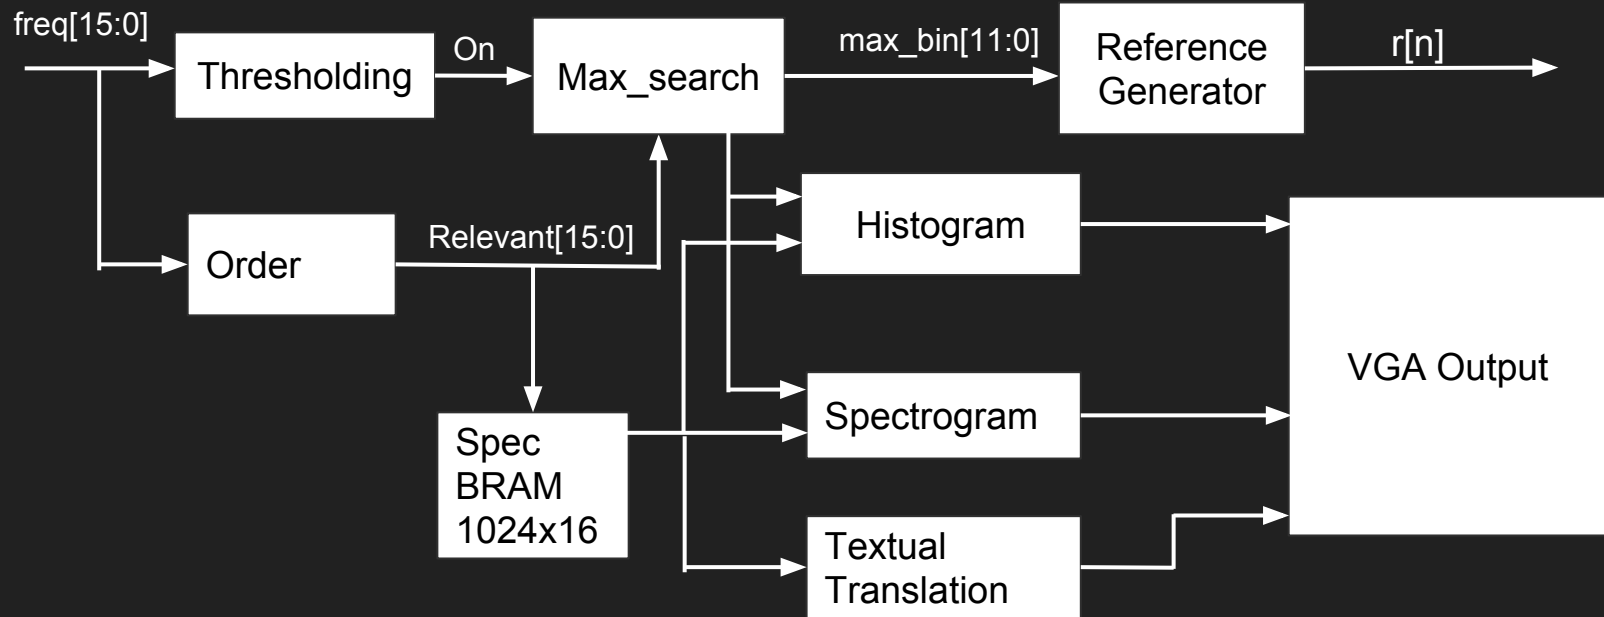 freq[15:0]
Thresholding
On
Max_search
max_bin[11:0]
Reference
Generator
r[n]
Order
Relevant[15:0]
Histogram
VGA Output
Spectrogram
Spec
BRAM
1024x16
Textual
Translation